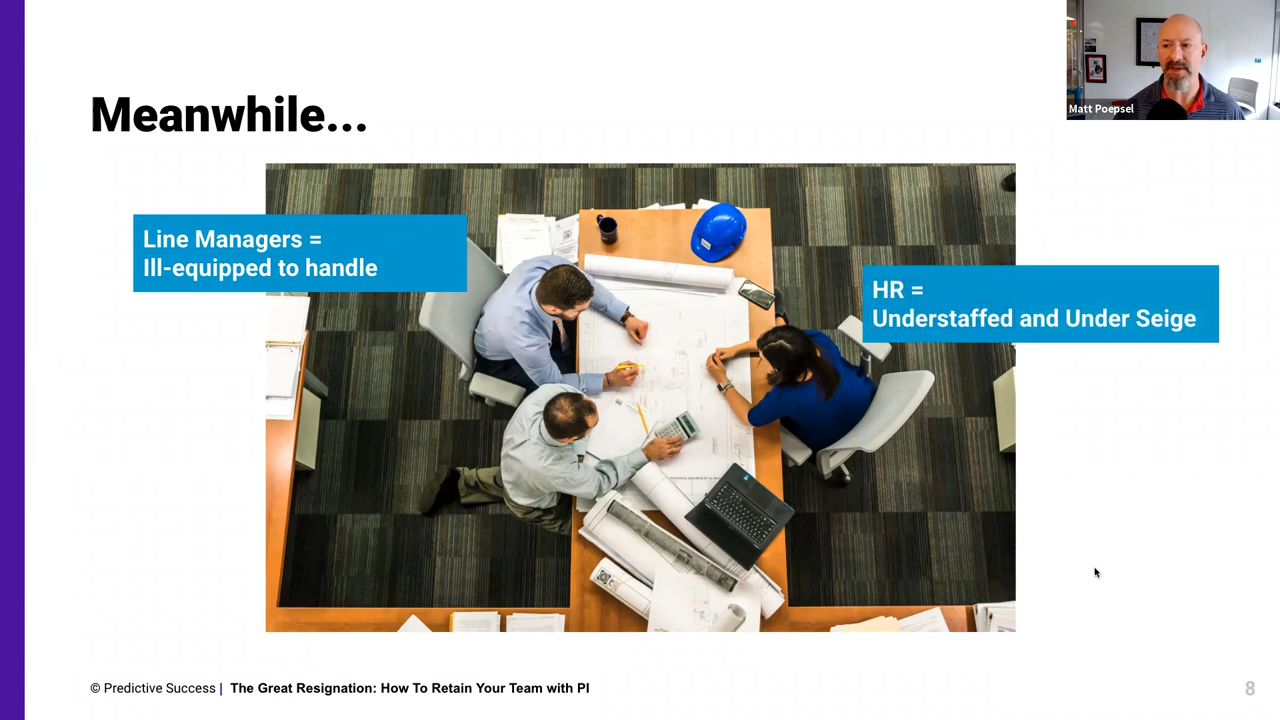 Matt Poepsel
Meanwhile...
Line Managers =
Ill-equipped to handle
HR =
Understaffed and Under Seige
© Predictive Success | The Great Resignation: How To Retain Your Team with PI
8